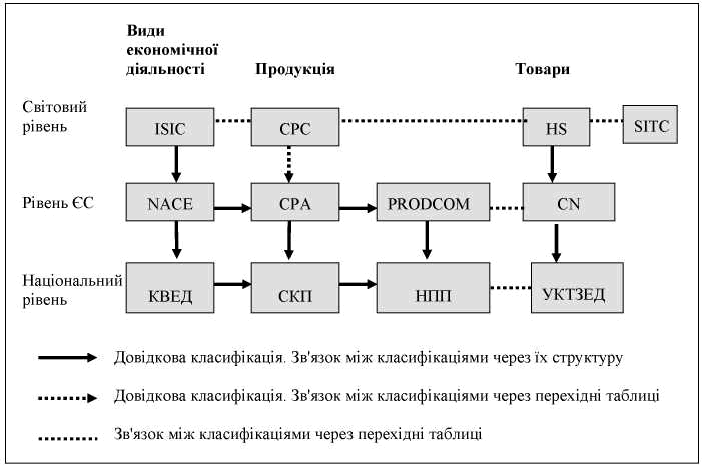 Види
економічної
діяльності
Продукція
Товари
Світовий
рівень
ISIC
CPC
HS
SITC
Рівень ЄС
NACE
CPA
PRODCOM
CN
Національний
рівень
КВЕД
СКП
НПП
УКТЗЕД
Довідкова класифікація. Зв'язок між класифікаціями через їх структуру
Довідкова класифікація. Зв'язок між класифікаціями через перехідні таблиці
Зв'язок між класифікаціями через перехідні таблиці